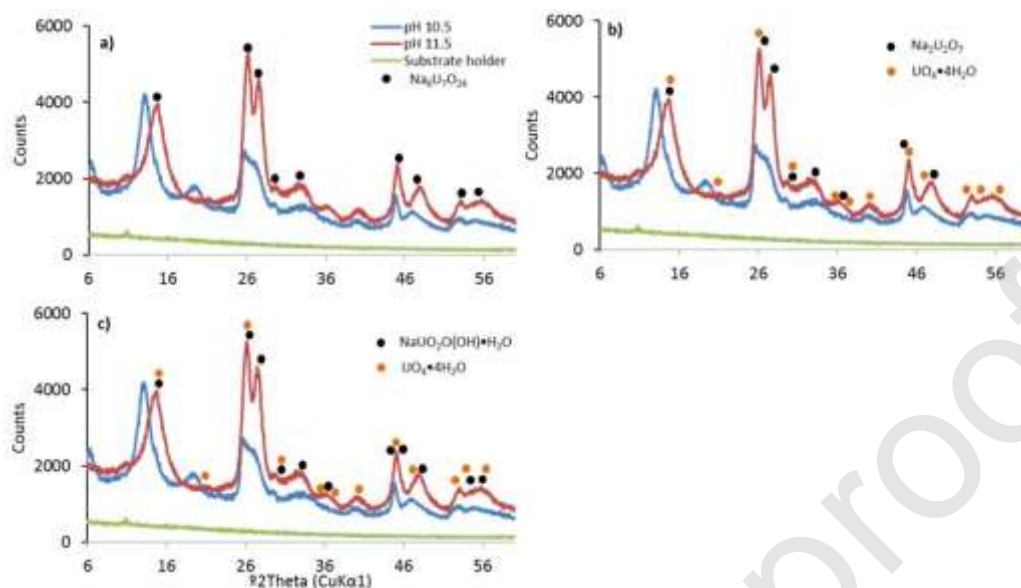 6000
4000
2000
0
Counts
a)
pH 10.5
pH 11.5
Substrate holder
Na₆U₇O₂₄
6 16 26 36 46 56
6000
4000
2000
0
Counts
b)
Na₂U₂O₇
UO₄•4H₂O
6 16 26 36 46 56
6000
4000
2000
0
Counts
c)
NaUO₂O(OH)•H₂O
UO₄•4H₂O
6 16 26 36 46 56
º2Theta (CuKα1)
proof